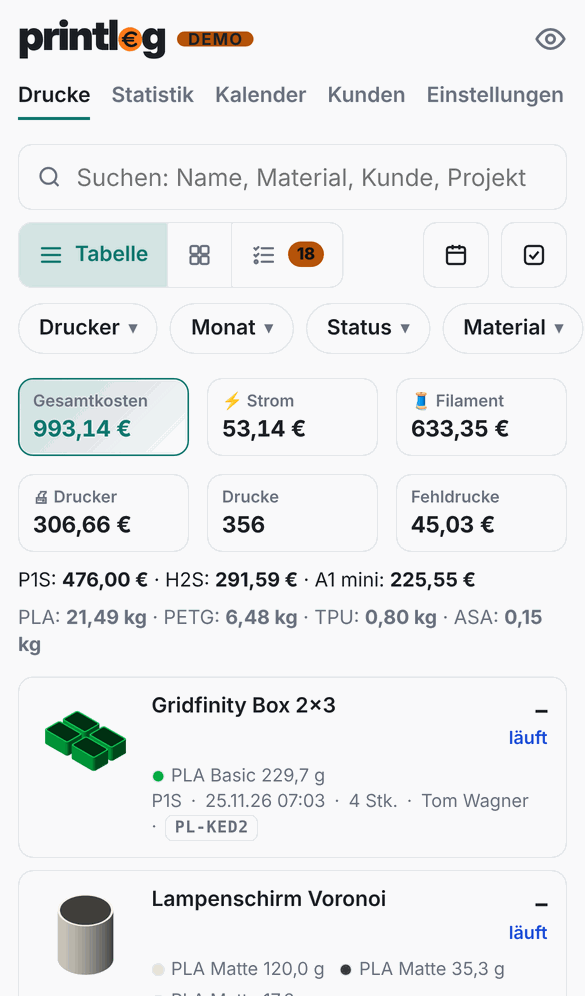 printl€g DEMO
Drucke Statistik Kalender Kunden Einstellungen
Suchen: Name, Material, Kunde, Projekt
Tabelle 18
Drucker ▾ Monat ▾ Status ▾ Material ▾
Gesamtkosten
993,14 €
⚡ Strom
53,14 €
🧵 Filament
633,35 €
🖨 Drucker
306,66 €
Drucke
356
Fehldrucke
45,03 €
P1S: 476,00 € · H2S: 291,59 € · A1 mini: 225,55 €
PLA: 21,49 kg · PETG: 6,48 kg · TPU: 0,80 kg · ASA: 0,15
kg
Gridfinity Box 2×3 –
läuft
PLA Basic 229,7 g
P1S · 25.11.26 07:03 · 4 Stk. · Tom Wagner
· PL-KED2
Lampenschirm Voronoi –
läuft
PLA Matte 120,0 g PLA Matte 35,3 g